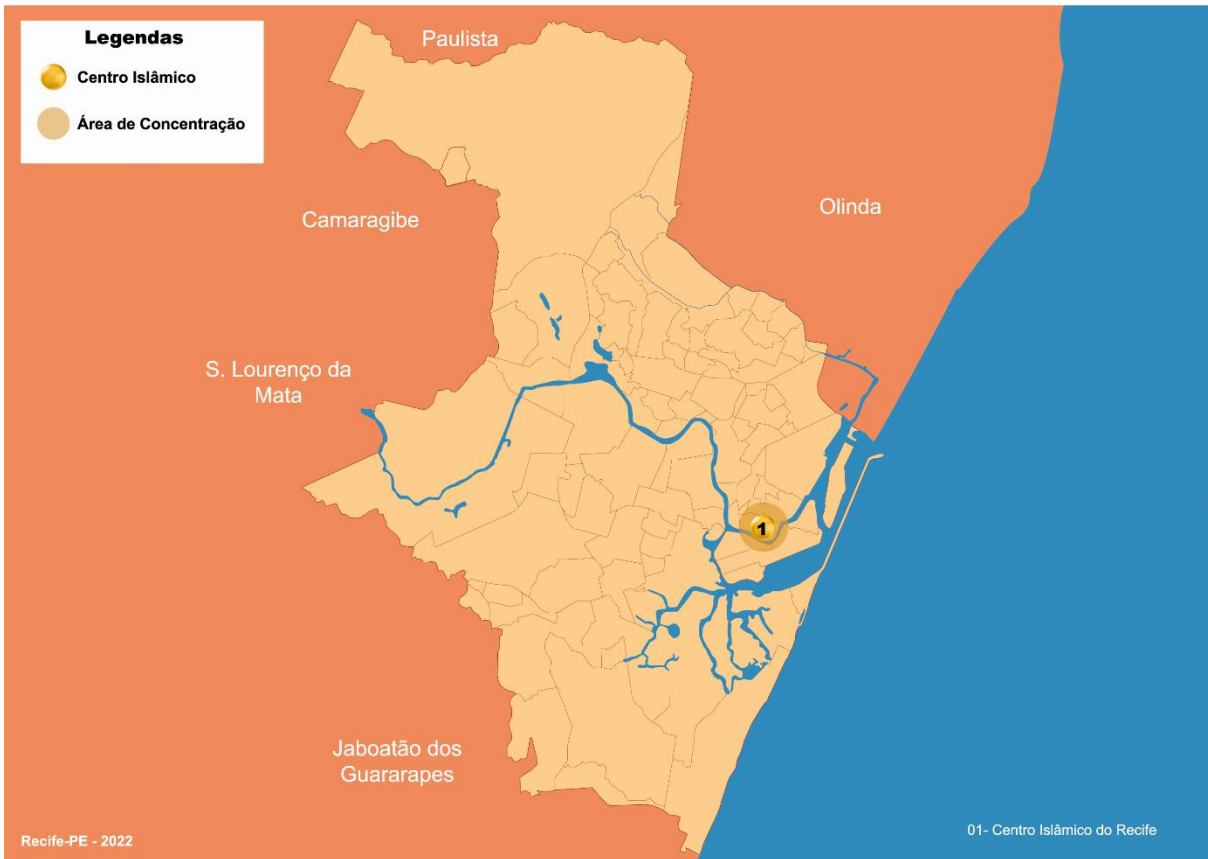 Legendas
Centro Islâmico
Área de Concentração
Paulista
Camaragibe
Olinda
S. Lourenço da
Mata
1
Jaboatão dos
Guararapes
Recife-PE - 2022
01- Centro Islâmico do Recife